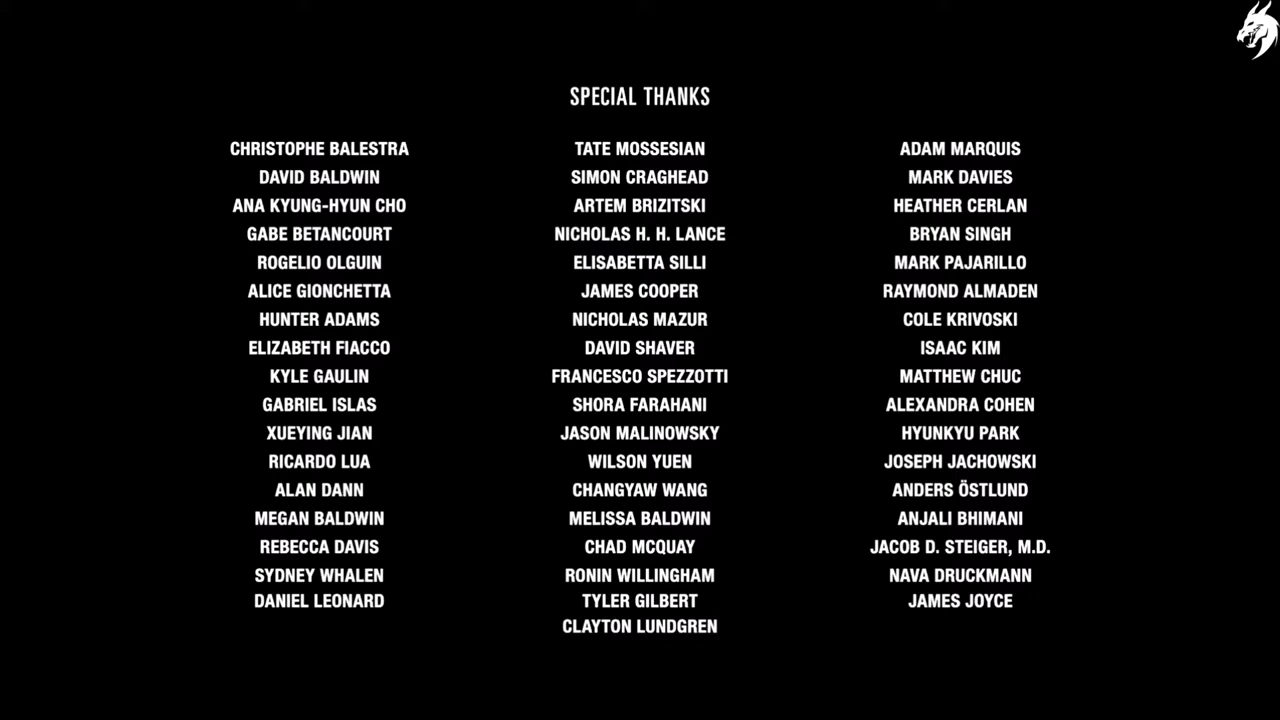 SPECIAL THANKS
CHRISTOPHE BALESTRA
DAVID BALDWIN
ANA KYUNG-HYUN CHO
GABE BETANCOURT
ROGELIO OLGUIN
ALICE GIONCHETTA
HUNTER ADAMS
ELIZABETH FIACCO
KYLE GAULIN
GABRIEL ISLAS
XUEYING JIAN
RICARDO LUA
ALAN DANN
MEGAN BALDWIN
REBECCA DAVIS
SYDNEY WHALEN
DANIEL LEONARD
TATE MOSSESIAN
SIMON CRAGHEAD
ARTEM BRIZITSKI
NICHOLAS H. H. LANCE
ELISABETTA SILLI
JAMES COOPER
NICHOLAS MAZUR
DAVID SHAVER
FRANCESCO SPEZZOTTI
SHORA FARAHANI
JASON MALINOWSKY
WILSON YUEN
CHANGYAW WANG
MELISSA BALDWIN
CHAD MCQUAY
RONIN WILLINGHAM
TYLER GILBERT
CLAYTON LUNDGREN
ADAM MARQUIS
MARK DAVIES
HEATHER CERLAN
BRYAN SINGH
MARK PAJARILLO
RAYMOND ALMADEN
COLE KRIVOSKI
ISAAC KIM
MATTHEW CHUC
ALEXANDRA COHEN
HYUNKYU PARK
JOSEPH JACHOWSKI
ANDERS ÖSTLUND
ANJALI BHIMANI
JACOB D. STEIGER, M.D.
NAVA DRUCKMANN
JAMES JOYCE